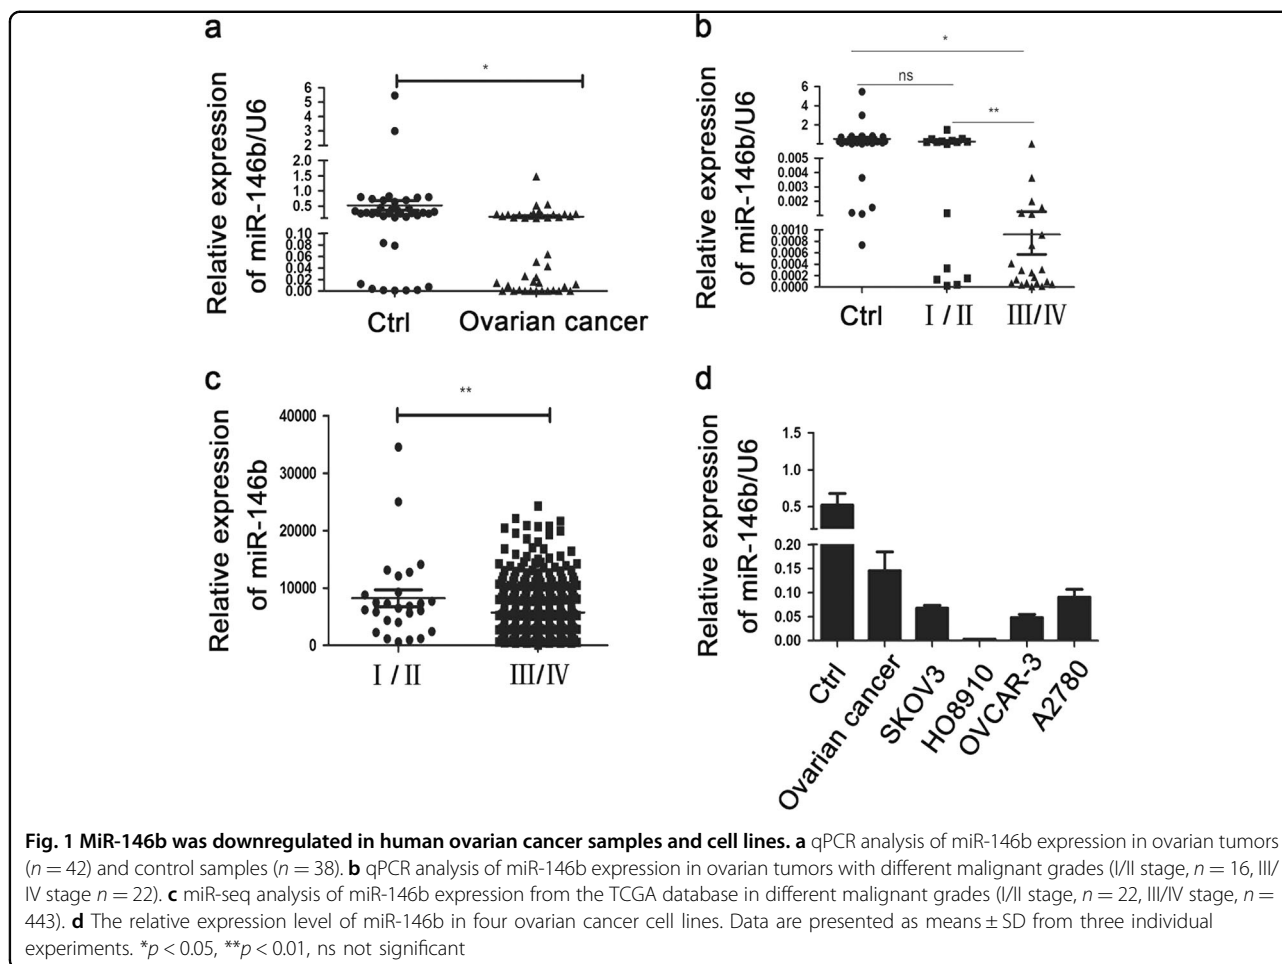 a
*
Relative expression
of miR-146b/U6
6
5
4
3
2
2.0
1.5
1.0
0.5
0.10
0.08
0.06
0.04
0.02
0.00
Ctrl
Ovarian cancer
b
*
ns
**
Relative expression
of miR-146b/U6
6
4
2
0.005
0.004
0.003
0.002
0.0010
0.0008
0.0006
0.0004
0.0002
0.0000
Ctrl
I / II
III/IV
c
**
Relative expression
of miR-146b
40000
30000
20000
10000
0
I / II
III/IV
d
Relative expression
of miR-146b/U6
1.5
1.0
0.5
0.20
0.15
0.10
0.05
0.00
Ctrl
Ovarian cancer
SKOV3
HO8910
OVCAR-3
A2780
Fig. 1 MiR-146b was downregulated in human ovarian cancer samples and cell lines. a qPCR analysis of miR-146b expression in ovarian tumors
(n = 42) and control samples (n = 38). b qPCR analysis of miR-146b expression in ovarian tumors with different malignant grades (I/II stage, n = 16, III/
IV stage n = 22). c miR-seq analysis of miR-146b expression from the TCGA database in different malignant grades (I/II stage, n = 22, III/IV stage, n =
443). d The relative expression level of miR-146b in four ovarian cancer cell lines. Data are presented as means ± SD from three individual
experiments. *p < 0.05, **p < 0.01, ns not significant